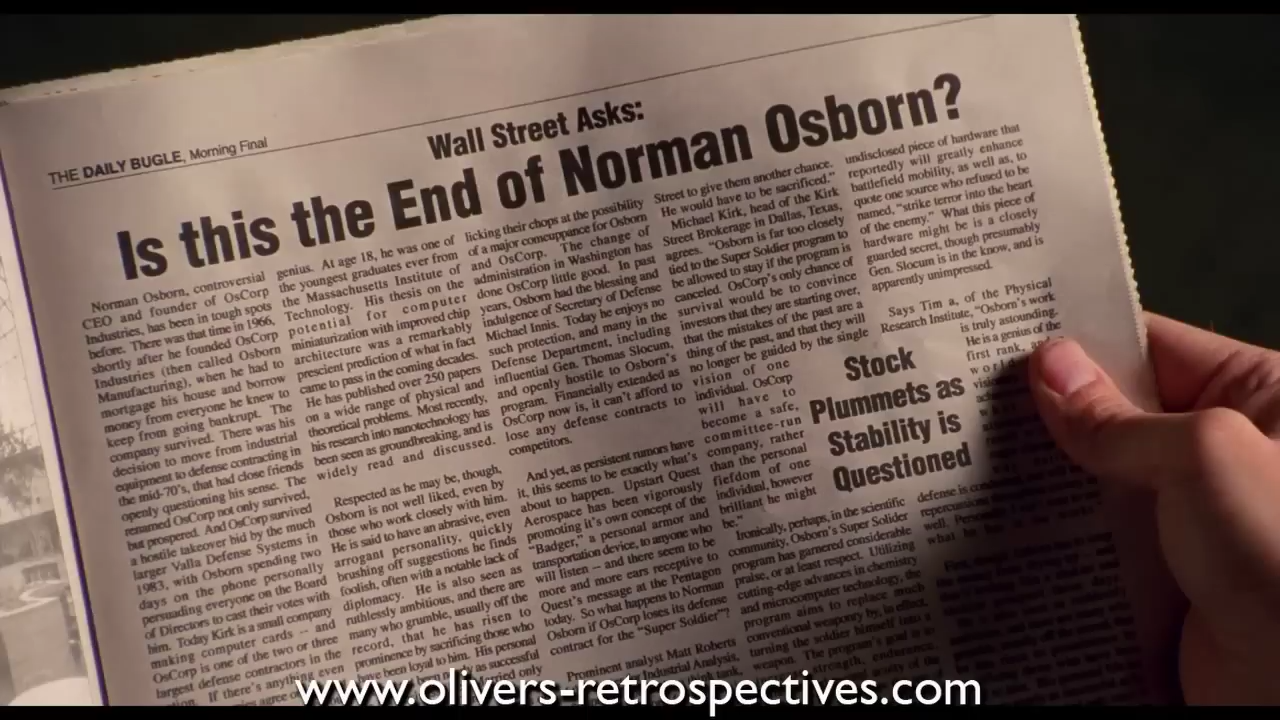 THE DAILY BUGLE, Morning Final
Wall Street Asks:
Is this the End of Norman Osborn?
Norman Osborn, controversial
CEO and founder of OsCorp
Industries, has been in tough spots
before. There was that time in 1966,
shortly after he founded OsCorp
Industries (then called Osborn
Manufacturing), when he had to
mortgage his house and borrow
money from everyone he knew to
keep from going bankrupt. The
company survived. There was his
decision to move from industrial
equipment to defense contracting in
the mid-70's, that had close friends
openly questioning his sense. The
renamed OsCorp not only survived,
but prospered. And OsCorp survived
a hostile takeover bid by the much
larger Valla Defense Systems in
1983, with Osborn spending two
days on the phone personally
persuading everyone on the Board
of Directors to cast their votes with
him. Today Kirk is a small company
making computer cards -- and
OsCorp is one of the two or three
largest defense contractors in the
If there's anything even
genius. At age 18, he was one of
the youngest graduates ever from
the Massachusetts Institute of
Technology. His thesis on the
potential for computer
miniaturization with improved chip
architecture was a remarkably
prescient prediction of what in fact
came to pass in the coming decades.
He has published over 250 papers
on a wide range of physical and
theoretical problems. Most recently,
his research into nanotechnology has
been seen as groundbreaking, and is
widely read and discussed.
Respected as he may be, though,
Osborn is not well liked, even by
those who work closely with him.
He is said to have an abrasive, even
arrogant personality, quickly
brushing off suggestions he finds
foolish, often with a notable lack of
diplomacy. He is also seen as
ruthlessly ambitious, and there are
many who grumble, usually off the
record, that he has risen to
prominence by sacrificing those who
have been loyal to him. His personal
as successful
only
licking their chops at the possibility
of a major comeuppance for Osborn
and OsCorp. The change of
administration in Washington has
done OsCorp little good. In past
years, Osborn had the blessing and
indulgence of Secretary of Defense
Michael Innis. Today he enjoys no
such protection, and many in the
Defense Department, including
influential Gen. Thomas Slocum,
and openly hostile to Osborn's
program. Financially extended as
OsCorp now is, it can't afford to
lose any defense contracts to
competitors.
And yet, as persistent rumors have
it, this seems to be exactly what's
about to happen. Upstart Quest
Aerospace has been vigorously
promoting it's own concept of the
"Badger," a personal armor and
transportation device, to anyone who
will listen -- and there seem to be
more and more ears receptive to
Quest's message at the Pentagon
today. So what happens to Norman
Osborn if OsCorp loses its defense
contract for the "Super Soldier"?
Prominent analyst Matt Roberts
Industrial Analysis,
Street to give them another chance.
He would have to be sacrificed."
Michael Kirk, head of the Kirk
Street Brokerage in Dallas, Texas,
agrees. "Osborn is far too closely
tied to the Super Soldier program to
be allowed to stay if the program is
canceled. OsCorp's only chance of
survival would be to convince
investors that they are starting over,
that the mistakes of the past are a
thing of the past, and that they will
no longer be guided by the single
vision of one
individual. OsCorp
will have to
become a safe,
committee-run
company, rather
than the personal
fiefdom of one
individual, however
brilliant he might
be."
Ironically, perhaps, in the scientific
community, Osborn's Super Solider
program has garnered considerable
praise, or at least respect. Utilizing
cutting-edge advances in chemistry
and microcomputer technology, the
program aims to replace much
conventional weaponry by, in effect,
turning the soldier himself into a
weapon. The program's goal is
strength, endurance
undisclosed piece of hardware that
reportedly will greatly enhance
battlefield mobility, as well as, to
quote one source who refused to be
named, "strike terror into the heart
of the enemy." What this piece of
hardware might be is a closely
guarded secret, though presumably
Gen. Slocum is in the know, and is
apparently unimpressed.
Says Tim a, of the Physical
Research Institute, "Osborn's work
is truly astounding.
He is a genius of the
first rank,
Stock
Plummets as
Stability is
Questioned
defense is
well.
what
www.olivers-retrospectives.com